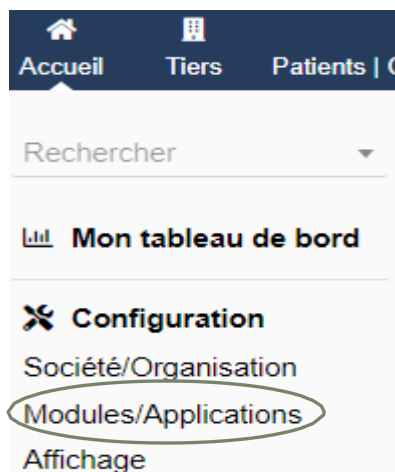 Accueil Tiers Patients |
Rechercher
Mon tableau de bord
Configuration
Société/Organisation
Modules/Applications
Affichage